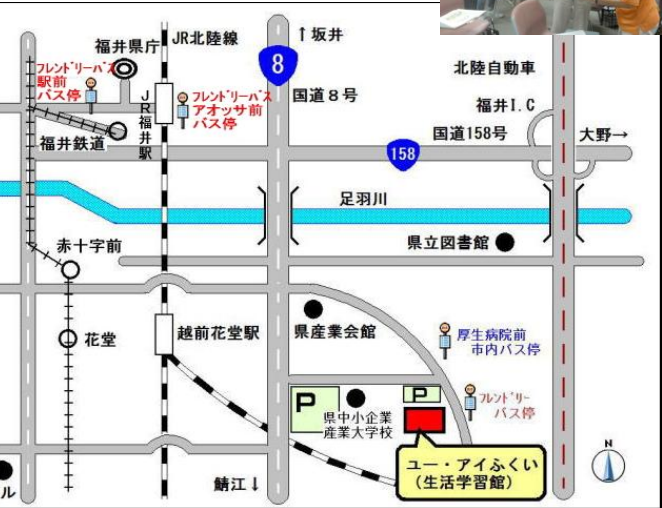 福井県庁
JR北陸線
↑坂井
8
北陸自動車
フレンドリーバス
駅前
バス停
JR福井駅
フレンドリーバス
アオッサ前
バス停
国道8号
福井I.C
福井鉄道
国道158号
大野→
158
足羽川
赤十字前
県立図書館
花堂
越前花堂駅
県産業会館
厚生病院前
市内バス停
P
P
県中小企業
産業大学校
フレンドリー
バス停
ユー・アイふくい
(生活学習館)
N
鯖江↓
ル